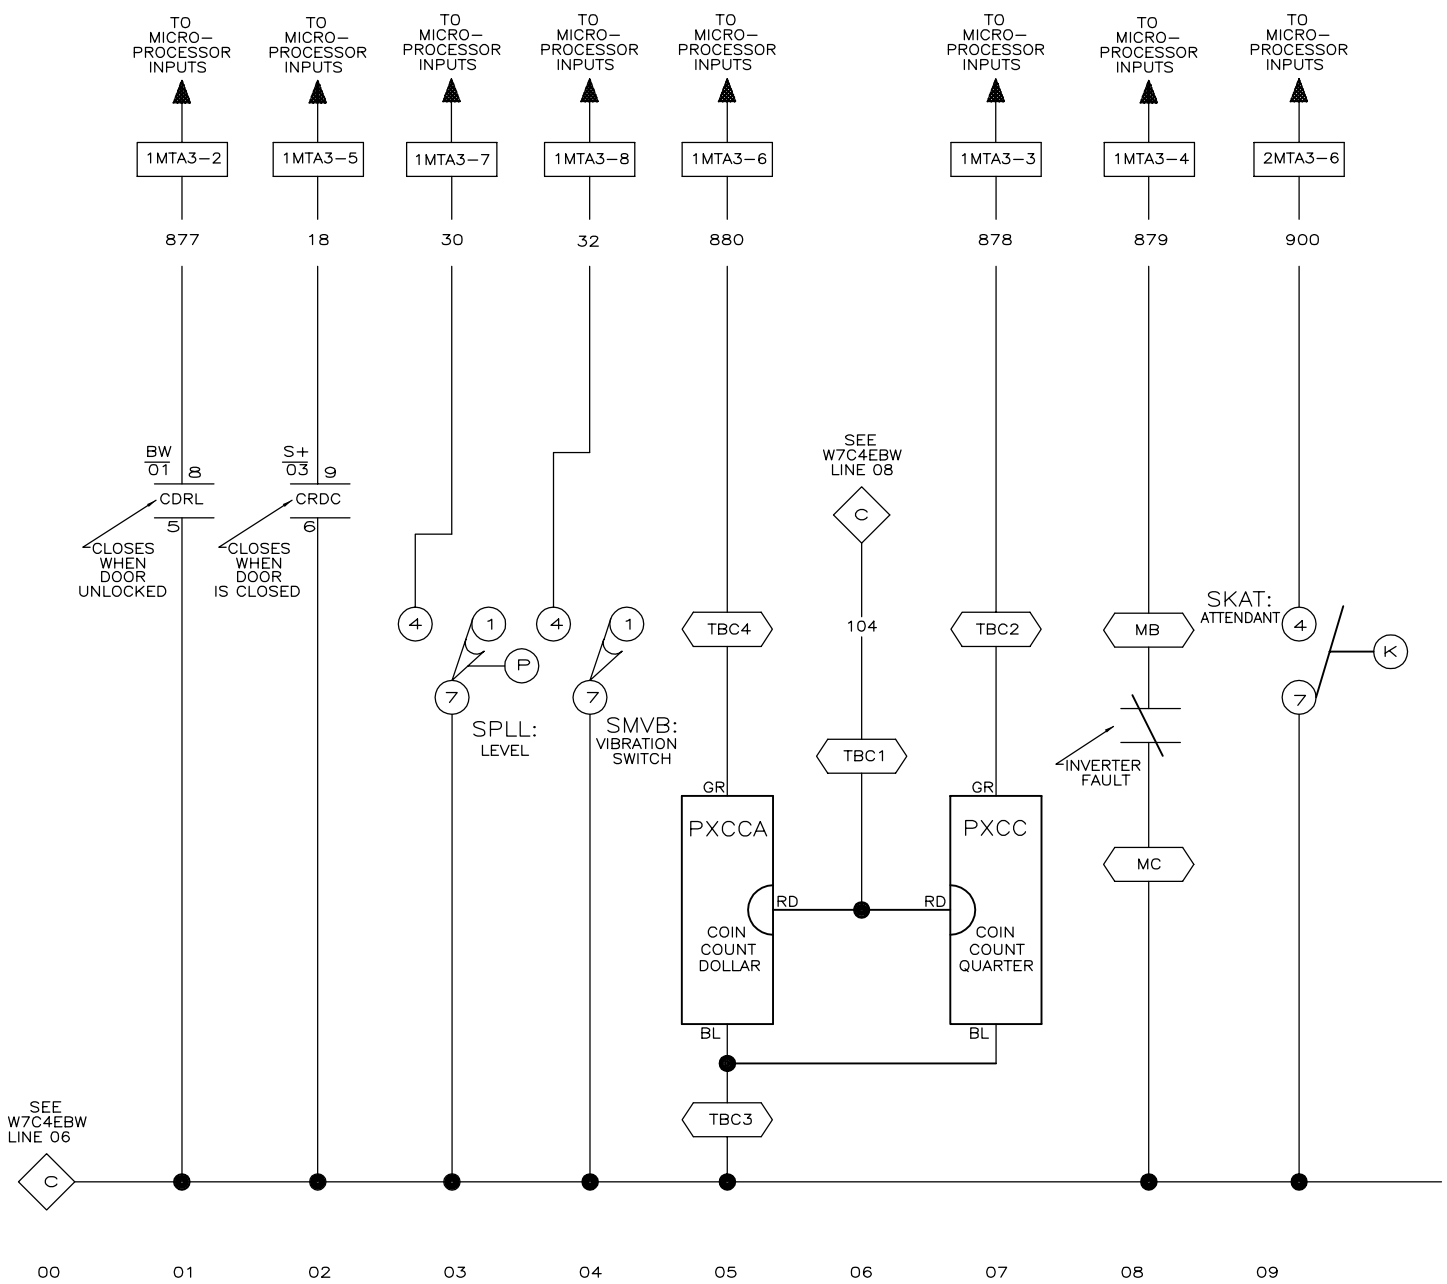 TO
MICRO-
PROCESSOR
INPUTS
TO
MICRO-
PROCESSOR
INPUTS
TO
MICRO-
PROCESSOR
INPUTS
TO
MICRO-
PROCESSOR
INPUTS
TO
MICRO-
PROCESSOR
INPUTS
TO
MICRO-
PROCESSOR
INPUTS
TO
MICRO-
PROCESSOR
INPUTS
TO
MICRO-
PROCESSOR
INPUTS
1MTA3-2
1MTA3-5
1MTA3-7
1MTA3-8
1MTA3-6
1MTA3-3
1MTA3-4
2MTA3-6
877
18
30
32
880
878
879
900
BW
01
8
CDRL
5
CLOSES
WHEN
DOOR
UNLOCKED
S+
03
9
CRDC
6
CLOSES
WHEN
DOOR
IS CLOSED
4
1
P
7
SPLL:
LEVEL
4
1
7
SMVB:
VIBRATION
SWITCH
TBC4
SEE
W7C4EBW
LINE 08
C
104
TBC1
TBC2
MB
INVERTER
FAULT
MC
SKAT:
ATTENDANT
4
K
7
GR
PXCCA
RD
COIN
COUNT
DOLLAR
BL
GR
PXCC
RD
COIN
COUNT
QUARTER
BL
TBC3
SEE
W7C4EBW
LINE 06
C
00
01
02
03
04
05
06
07
08
09